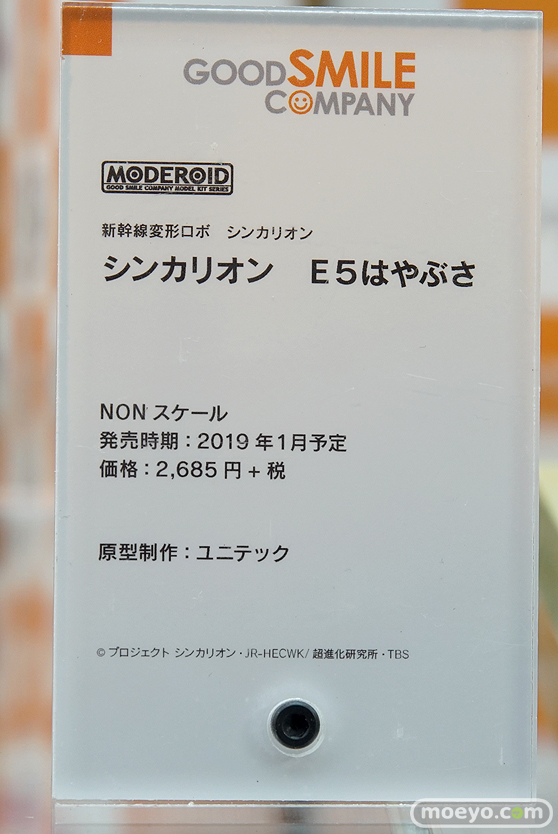 GOOD SMILE
COMPANY
MODEROID
GOOD SMILE COMPANY MODEL KIT SERIES
新幹線変形ロボ シンカリオン
シンカリオン E5はやぶさ
NON スケール
発売時期：2019 年1月予定
価格：2,685 円 + 税
原型制作：ユニテック
© プロジェクト シンカリオン・JR-HECWK/ 超進化研究所・TBS
moeyo.com